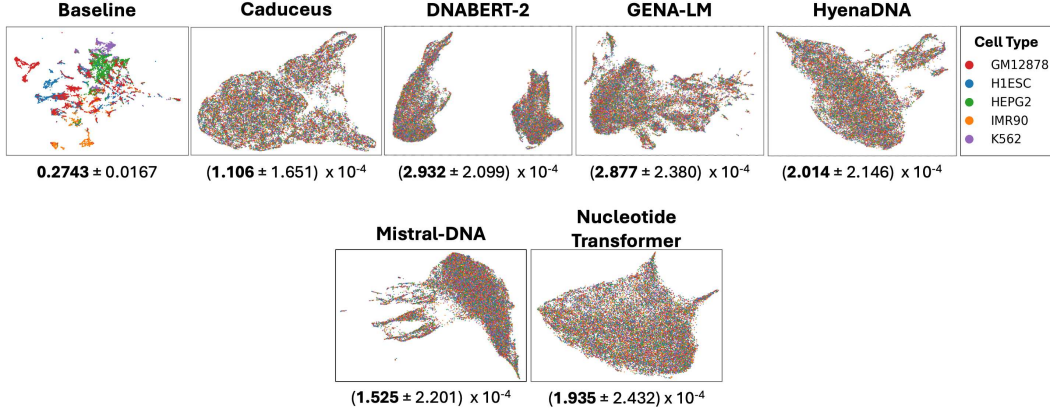 Baseline
Caduceus
DNABERT-2
GENA-LM
HyenaDNA
Cell Type
GM12878
H1ESC
HEPG2
IMR90
K562
0.2743 ± 0.0167
(1.106 ± 1.651) x 10-4
(2.932 ± 2.099) x 10-4
(2.877 ± 2.380) x 10-4
(2.014 ± 2.146) x 10-4
Mistral-DNA
Nucleotide
Transformer
(1.525 ± 2.201) x 10-4
(1.935 ± 2.432) x 10-4